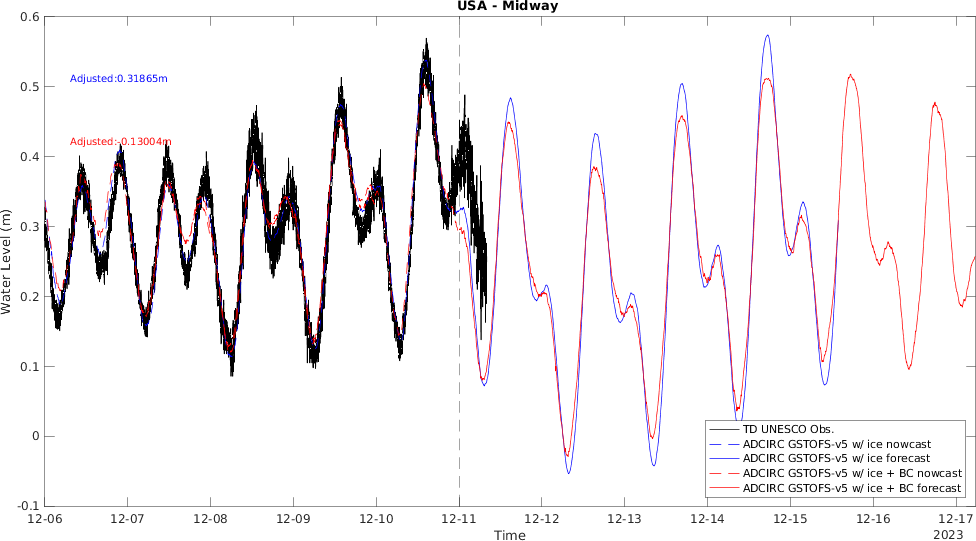 USA - Midway
0.6
0.5
0.4
0.3
0.2
0.1
0
-0.1
Water Level (m)
Adjusted:0.31865m
Adjusted:-0.13004m
TD UNESCO Obs.
ADCIRC GSTOFS-v5 w/ ice nowcast
ADCIRC GSTOFS-v5 w/ ice forecast
ADCIRC GSTOFS-v5 w/ ice + BC nowcast
ADCIRC GSTOFS-v5 w/ ice + BC forecast
12-06 12-07 12-08 12-09 12-10 12-11 12-12 12-13 12-14 12-15 12-16 12-17
Time
2023